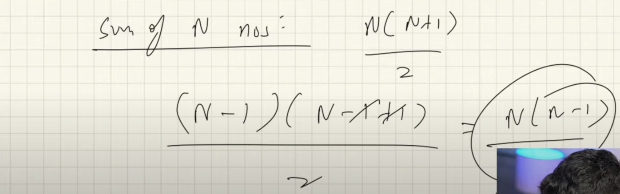 Sum of N nos: N(N+1)
2
(N-1)(N-1+1) = N(N-1)
2